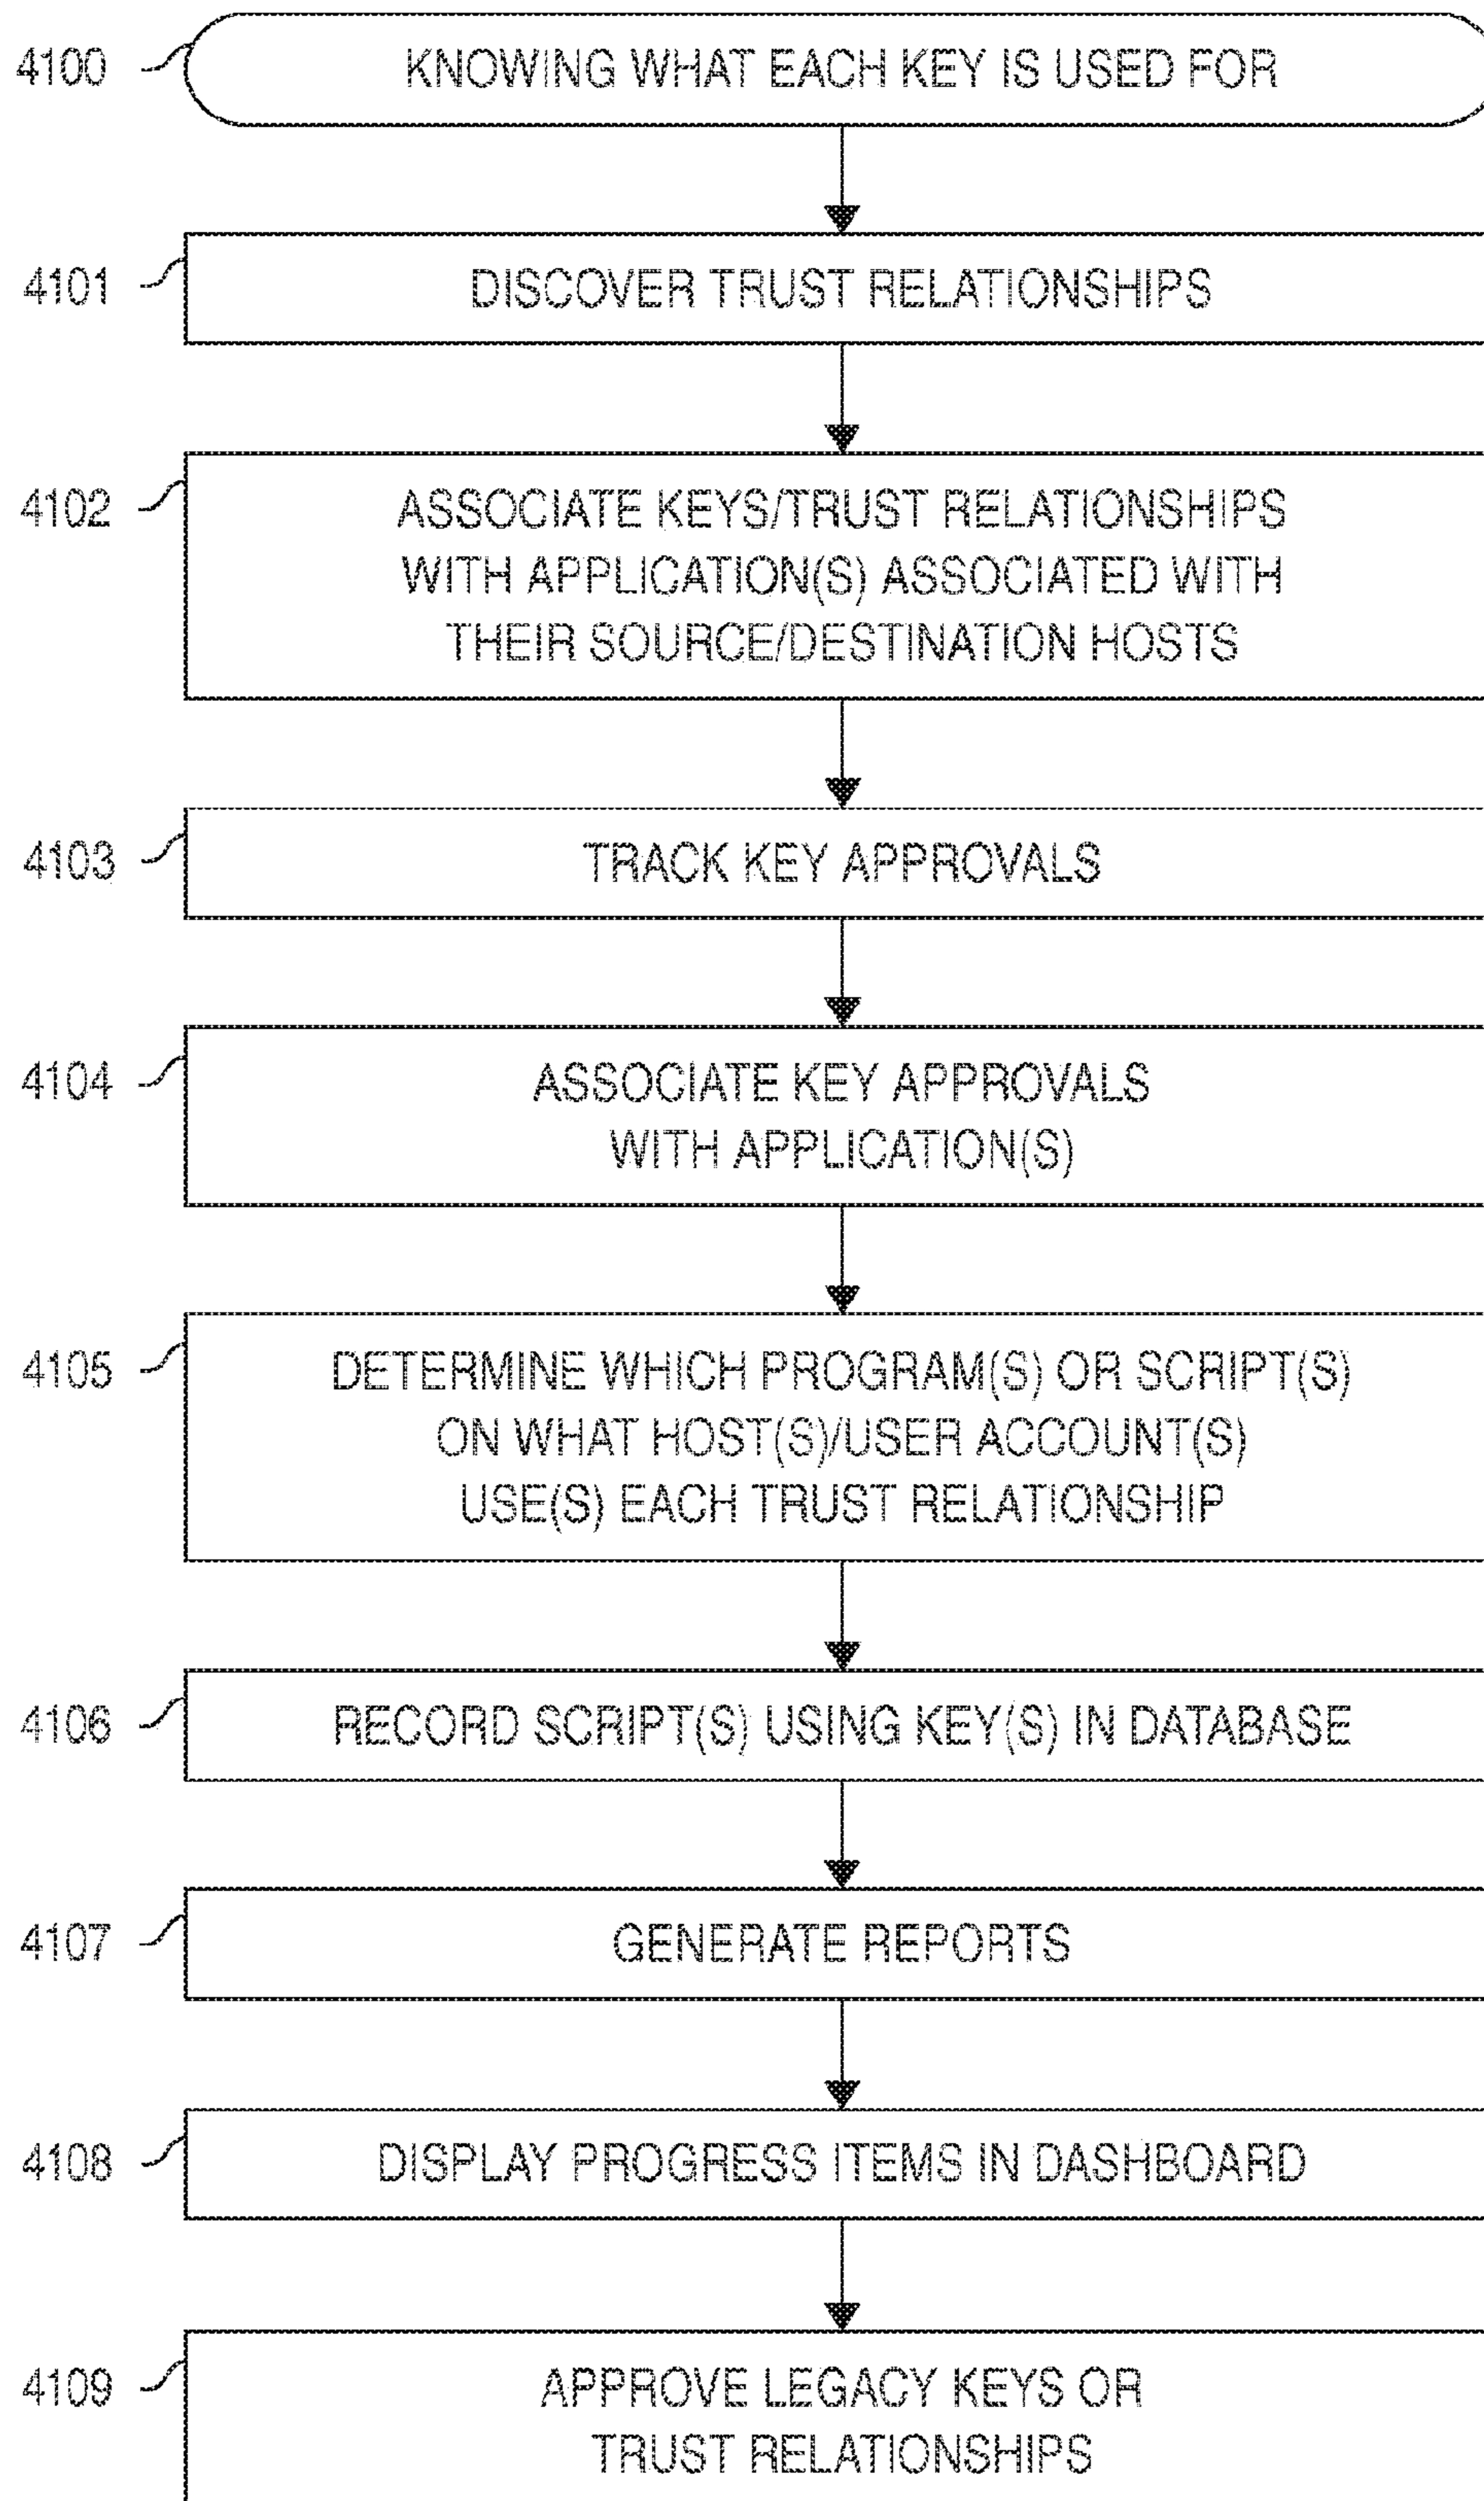 4100 KNOWING WHAT EACH KEY IS USED FOR
4101 DISCOVER TRUST RELATIONSHIPS
4102 ASSOCIATE KEYS/TRUST RELATIONSHIPS
WITH APPLICATION(S) ASSOCIATED WITH
THEIR SOURCE/DESTINATION HOSTS
4103 TRACK KEY APPROVALS
4104 ASSOCIATE KEY APPROVALS
WITH APPLICATION(S)
4105 DETERMINE WHICH PROGRAM(S) OR SCRIPT(S)
ON WHAT HOST(S)/USER ACCOUNT(S)
USE(S) EACH TRUST RELATIONSHIP
4106 RECORD SCRIPT(S) USING KEY(S) IN DATABASE
4107 GENERATE REPORTS
4108 DISPLAY PROGRESS ITEMS IN DASHBOARD
4109 APPROVE LEGACY KEYS OR
TRUST RELATIONSHIPS